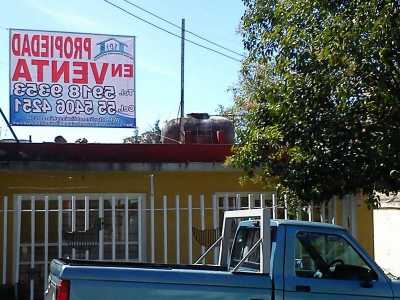 PROPIEDAD
EN VENTA
Tel. 5918 9353
Cel. 55 5406 4251